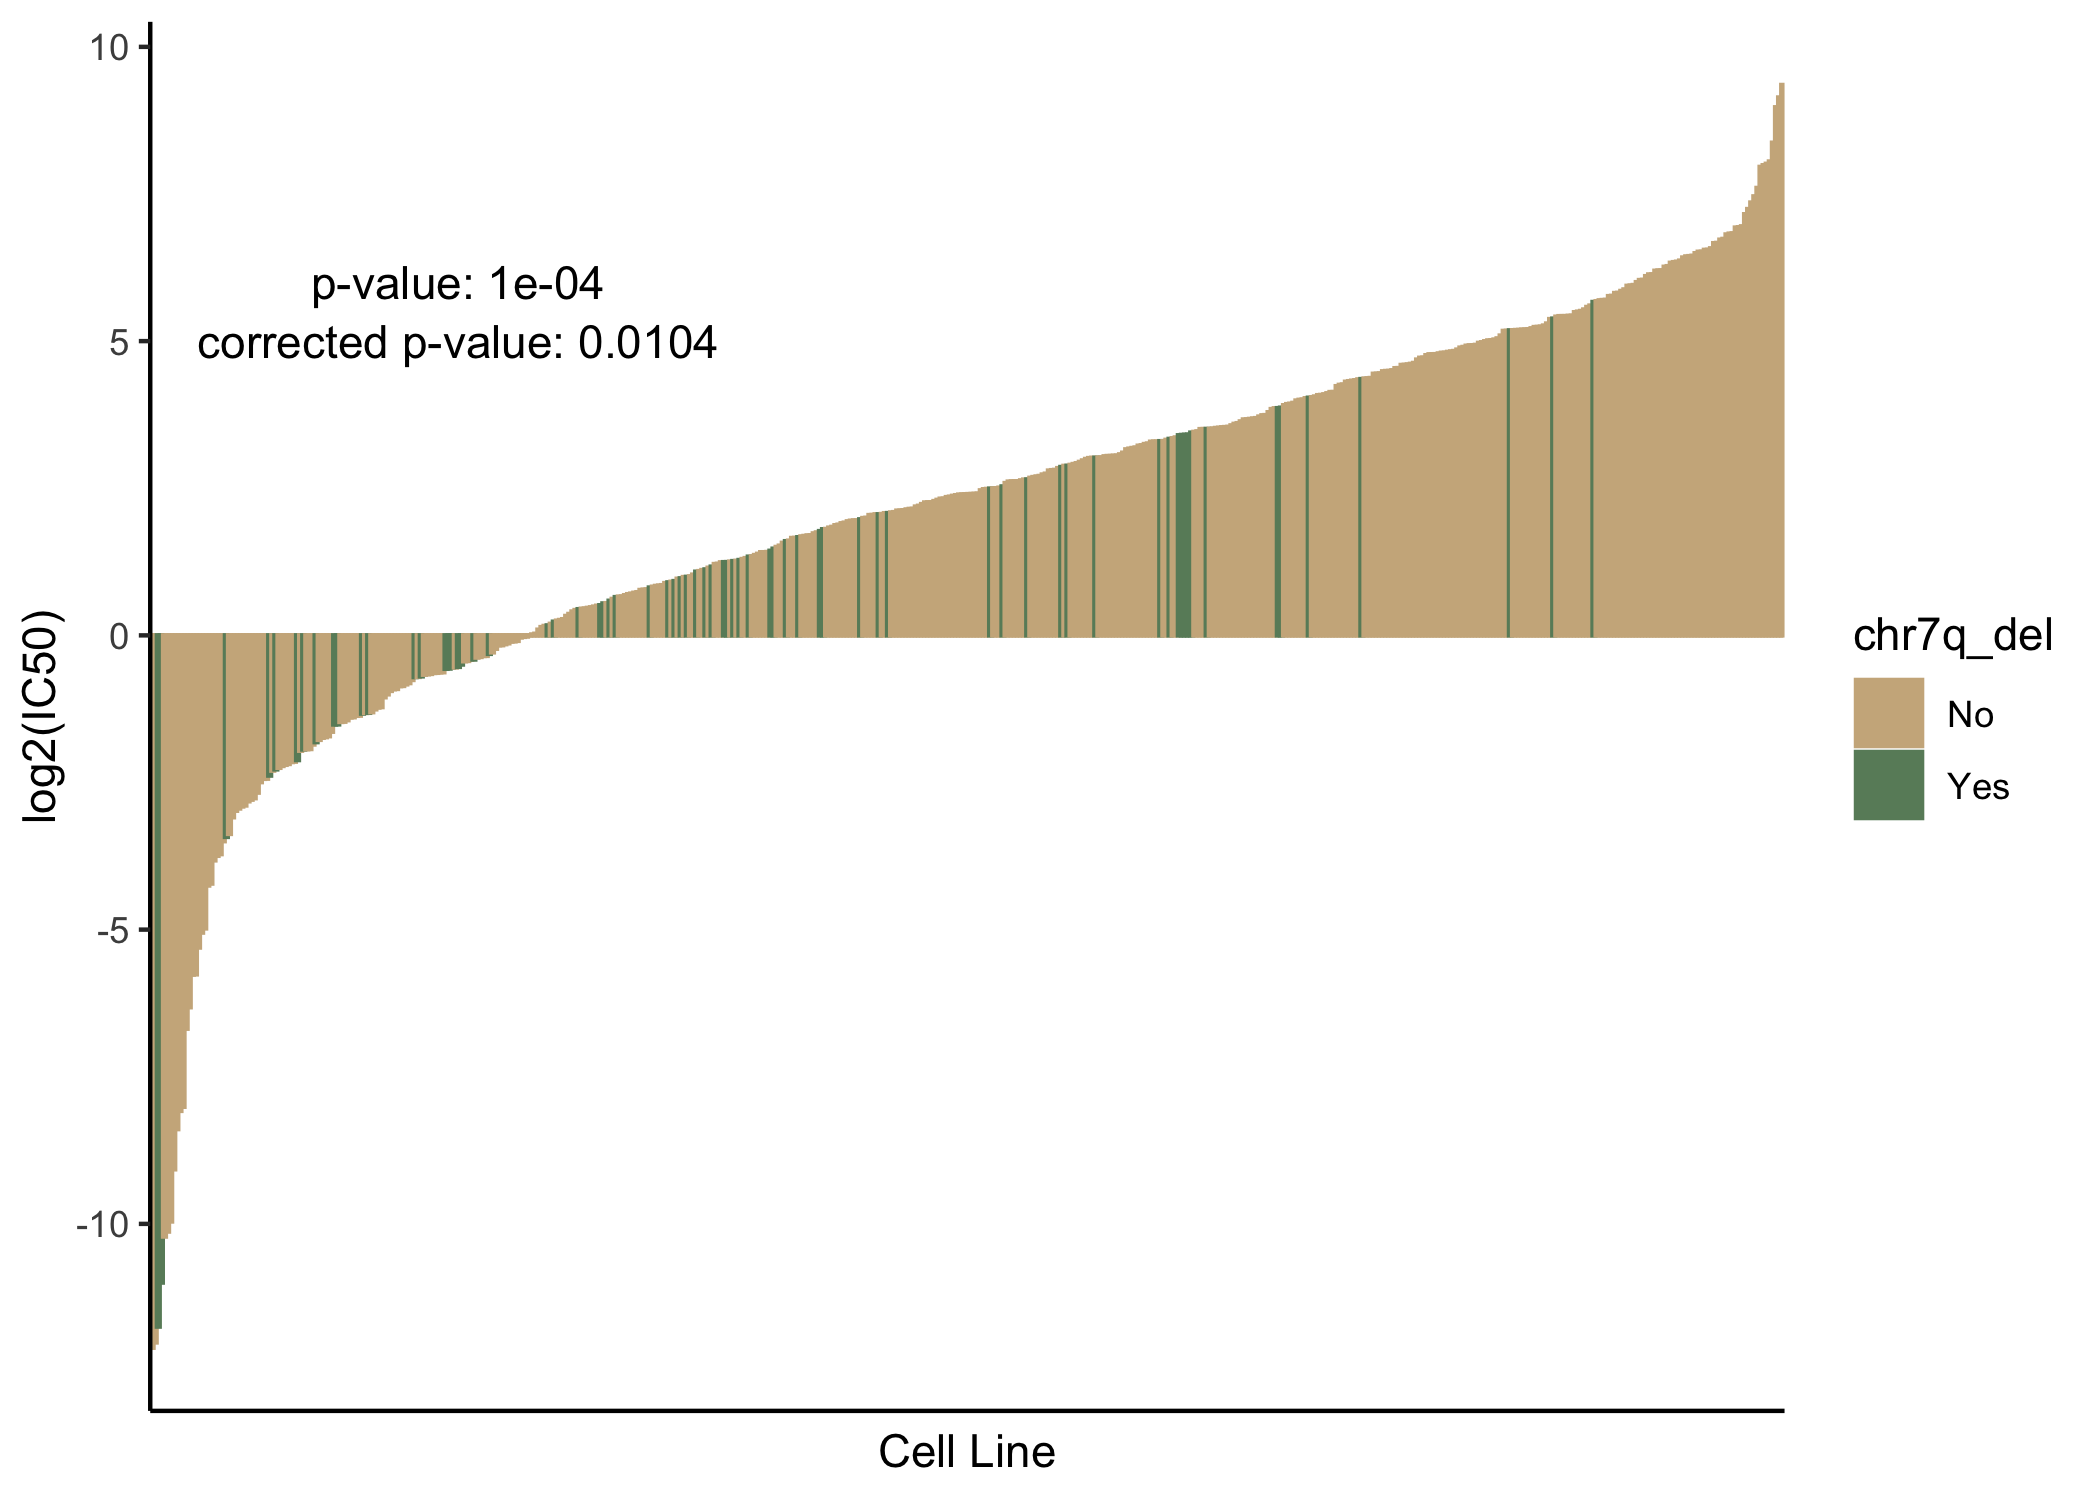 10
p-value: 1e-04
corrected p-value: 0.0104
5
0
-5
-10
log2(IC50)
Cell Line
chr7q_del
No
Yes